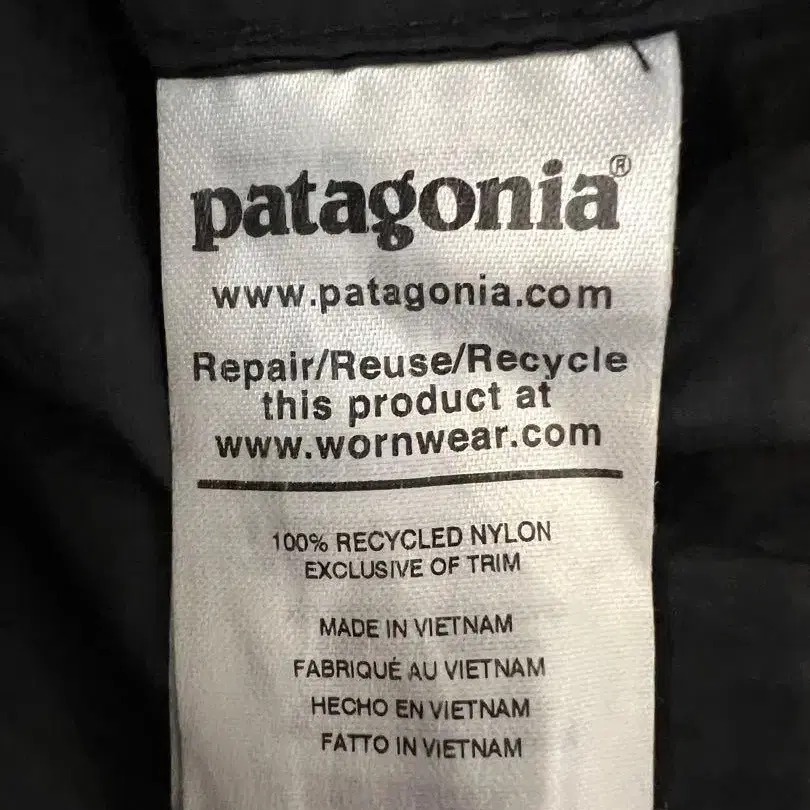 patagonia®
www.patagonia.com
Repair/Reuse/Recycle
this product at
www.wornwear.com
100% RECYCLED NYLON
EXCLUSIVE OF TRIM
MADE IN VIETNAM
FABRIQUÉ AU VIETNAM
HECHO EN VIETNAM
FATTO IN VIETNAM